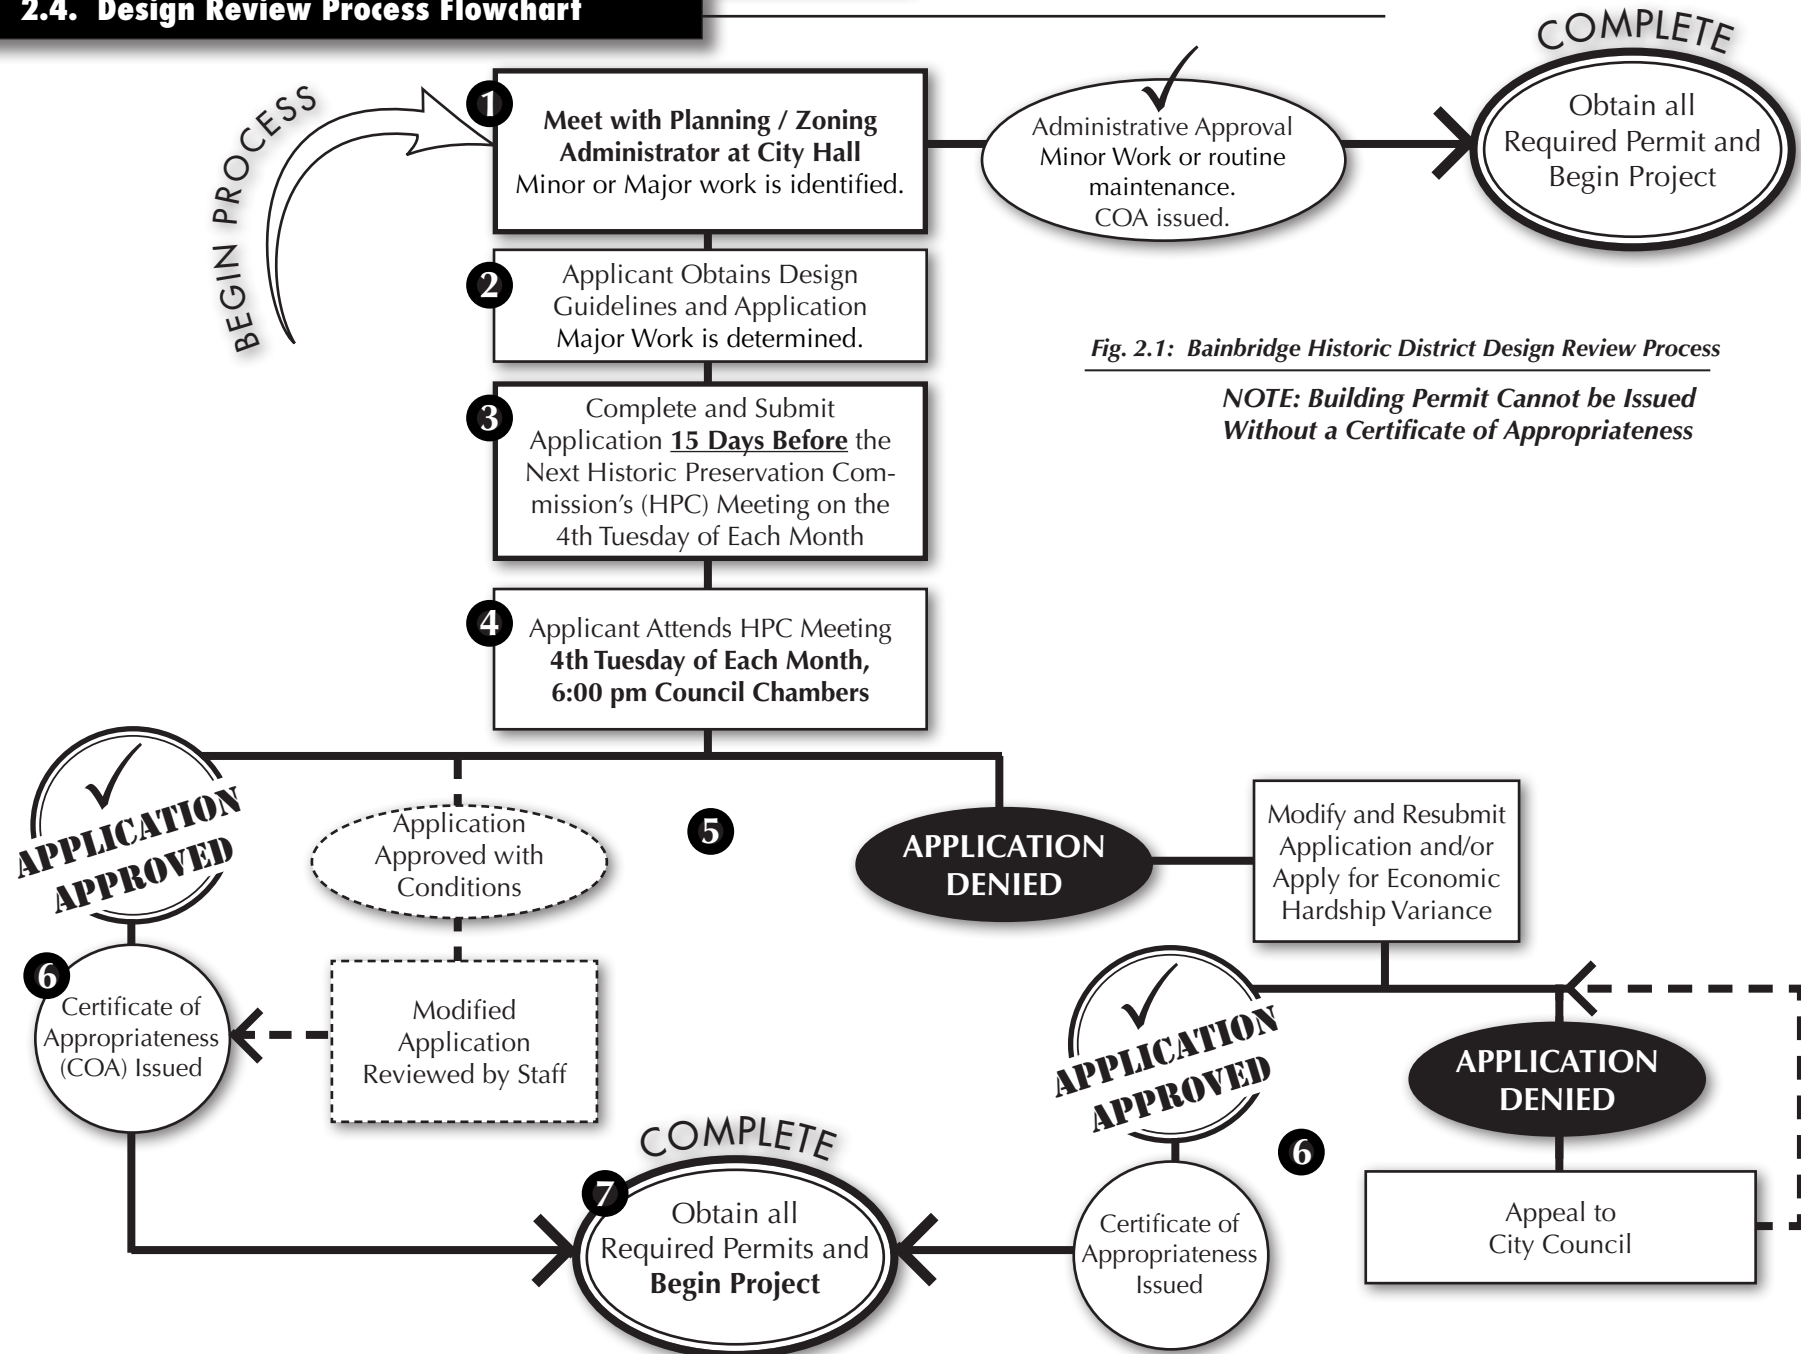 2.4. Design Review Process Flowchart
BEGIN PROCESS
1
Meet with Planning / Zoning
Administrator at City Hall
Minor or Major work is identified.
Administrative Approval
Minor Work or routine
maintenance.
COA issued.
COMPLETE
Obtain all
Required Permit and
Begin Project
2
Applicant Obtains Design
Guidelines and Application
Major Work is determined.
Fig. 2.1: Bainbridge Historic District Design Review Process
NOTE: Building Permit Cannot be Issued
Without a Certificate of Appropriateness
3
Complete and Submit
Application 15 Days Before the
Next Historic Preservation Com-
mission's (HPC) Meeting on the
4th Tuesday of Each Month
4
Applicant Attends HPC Meeting
4th Tuesday of Each Month,
6:00 pm Council Chambers
APPLICATION
APPROVED
Application
Approved with
Conditions
5
APPLICATION
DENIED
Modify and Resubmit
Application and/or
Apply for Economic
Hardship Variance
6
Certificate of
Appropriateness
(COA) Issued
Modified
Application
Reviewed by Staff
APPLICATION
APPROVED
APPLICATION
DENIED
6
Certificate of
Appropriateness
Issued
Appeal to
City Council
COMPLETE
7
Obtain all
Required Permits and
Begin Project